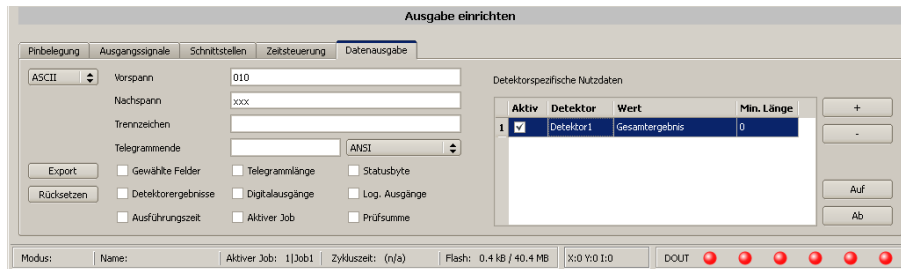 Ausgabe einrichten
Pinbelegung Ausgangssignale Schnittstellen Zeitsteuerung Datenausgabe
ASCII Vorspann 010
Nachspann xxx
Trennzeichen
Telegrammende ANSI
Export Gewählte Felder Telegrammlänge Statusbyte
Rücksetzen Detektorergebnisse Digitalausgänge Log. Ausgänge
Ausführungszeit Aktiver Job Prüfsumme
Detektorspezifische Nutzdaten
Aktiv Detektor Wert Min. Länge
1 Detektor1 Gesamtergebnis 0
+
-
Auf
Ab
Modus: Name: Aktiver Job: 1|Job1 Zykluszeit: (n/a) Flash: 0.4 kB / 40.4 MB X:0 Y:0 I:0 DOUT